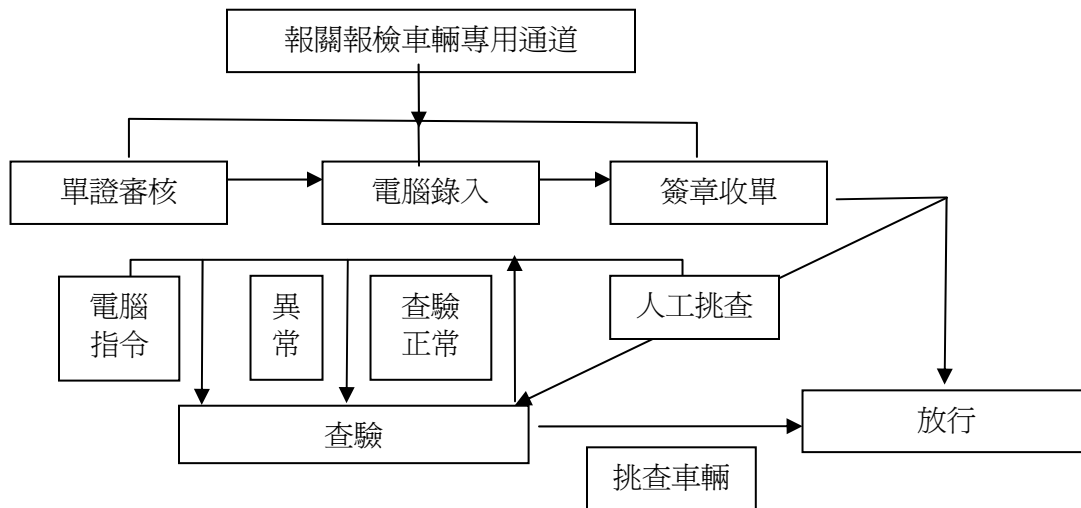 報關報檢車輛專用通道
單證審核
電腦錄入
簽章收單
電腦
指令
異
常
查驗
正常
人工挑查
查驗
放行
挑查車輛